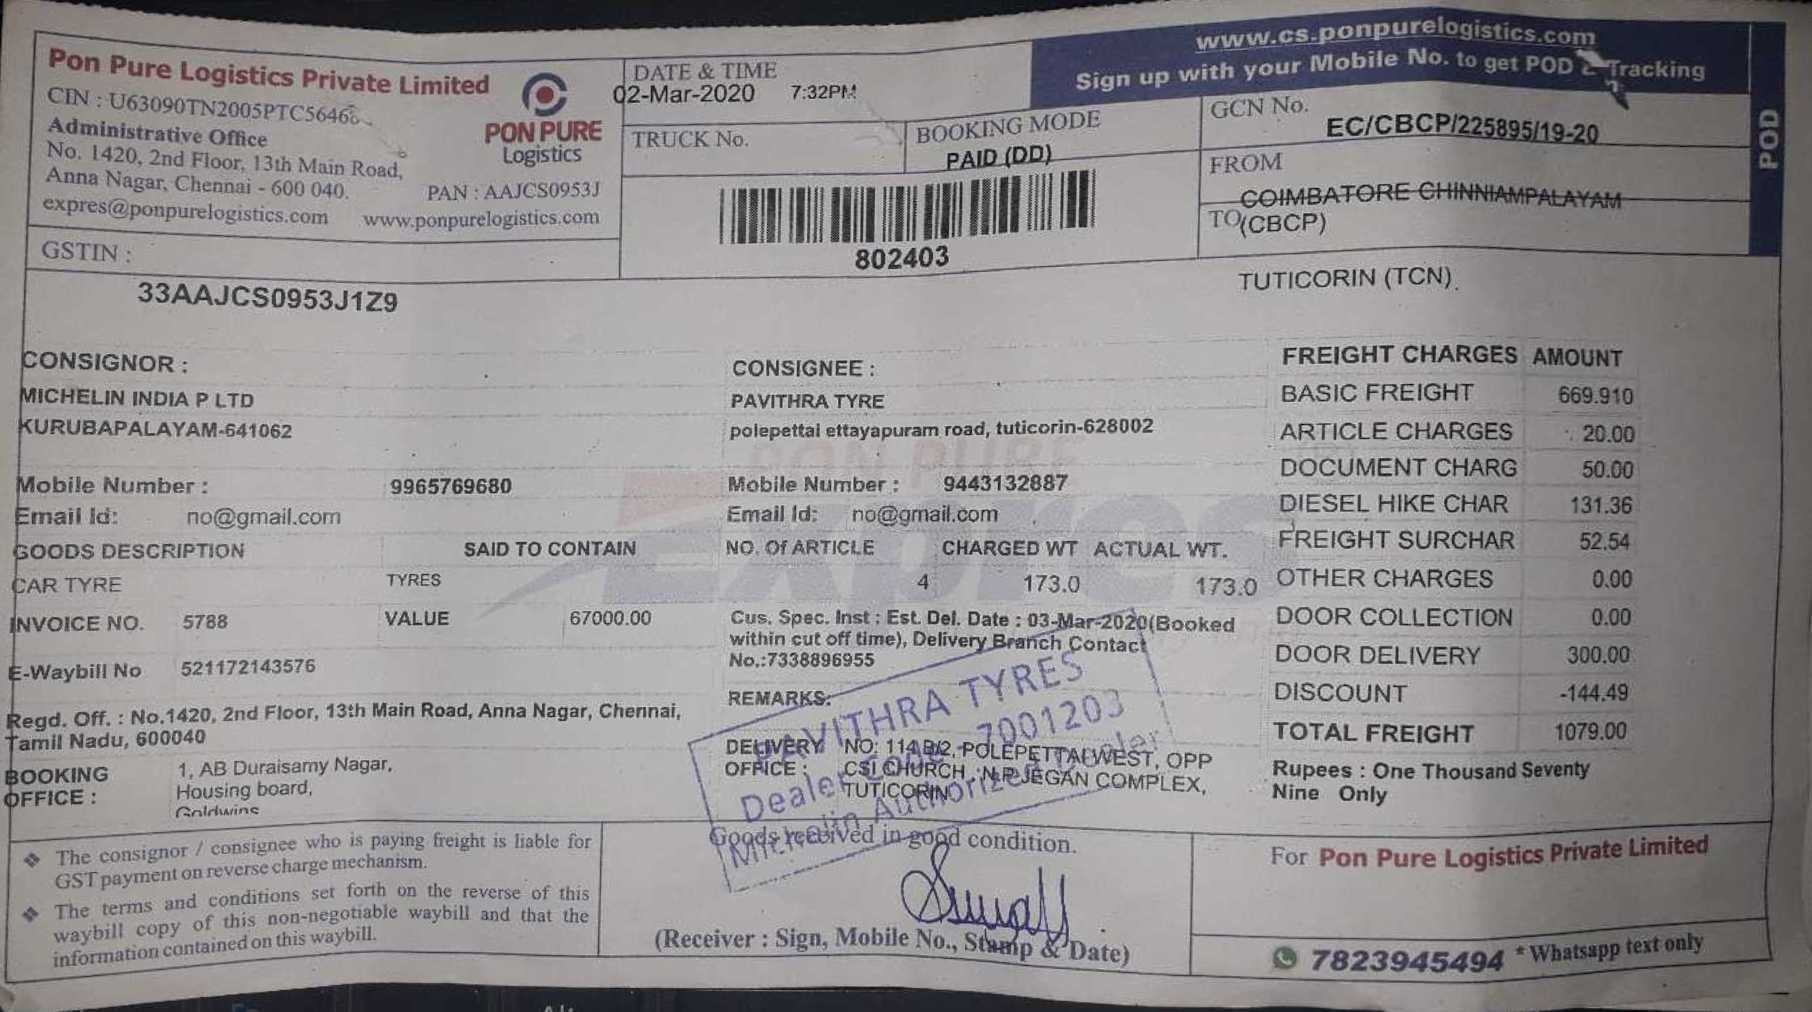 Pon Pure Logistics Private Limited
CIN : U63090TN2005PTC56468
Administrative Office
No. 1420, 2nd Floor, 13th Main Road,
Anna Nagar, Chennai - 600 040.
PAN : AAJCS0953J
expres@ponpurelogistics.com www.ponpurelogistics.com
PON PURE
Logistics
GSTIN :
33AAJCS0953J1Z9
DATE & TIME
02-Mar-2020 7:32PM
TRUCK No.
BOOKING MODE
PAID (DD)
802403
www.cs.ponpurelogistics.com
Sign up with your Mobile No. to get POD & Tracking
POD
GCN No.
EC/CBCP/225895/19-20
FROM
COIMBATORE CHINNIAMPALAYAM
TO (CBCP)
TUTICORIN (TCN)
CONSIGNOR :
MICHELIN INDIA P LTD
KURUBAPALAYAM-641062
Mobile Number : 9965769680
Email Id: no@gmail.com
CONSIGNEE :
PAVITHRA TYRE
polepettai ettayapuram road, tuticorin-628002
Mobile Number : 9443132887
Email Id: no@gmail.com
PON PURE
Expres
GOODS DESCRIPTION SAID TO CONTAIN NO. Of ARTICLE CHARGED WT ACTUAL WT.
CAR TYRE TYRES 4 173.0 173.0
INVOICE NO. 5788 VALUE 67000.00
E-Waybill No 521172143576
Cus. Spec. Inst : Est. Del. Date : 03-Mar-2020(Booked
within cut off time), Delivery Branch Contact
No.:7338896955
REMARKS:
Regd. Off. : No.1420, 2nd Floor, 13th Main Road, Anna Nagar, Chennai,
Tamil Nadu, 600040
BOOKING OFFICE : 1, AB Duraisamy Nagar,
Housing board,
Goldwins
DELIVERY OFFICE : NO: 114 B/2, POLEPETTAI WEST, OPP
CSI CHURCH, N.P.JEGAN COMPLEX,
TUTICORIN
PAVITHRA TYRES
Dealer Code - 7001203
Michelin Authorized Dealer
FREIGHT CHARGES AMOUNT
BASIC FREIGHT 669.910
ARTICLE CHARGES 20.00
DOCUMENT CHARG 50.00
DIESEL HIKE CHAR 131.36
FREIGHT SURCHAR 52.54
OTHER CHARGES 0.00
DOOR COLLECTION 0.00
DOOR DELIVERY 300.00
DISCOUNT -144.49
TOTAL FREIGHT 1079.00
Rupees : One Thousand Seventy
Nine Only
❖ The consignor / consignee who is paying freight is liable for
GST payment on reverse charge mechanism.
❖ The terms and conditions set forth on the reverse of this
waybill copy of this non-negotiable waybill and that the
information contained on this waybill.
Goods received in good condition.
(Receiver : Sign, Mobile No., Stamp & Date)
For Pon Pure Logistics Private Limited
7823945494 * Whatsapp text only